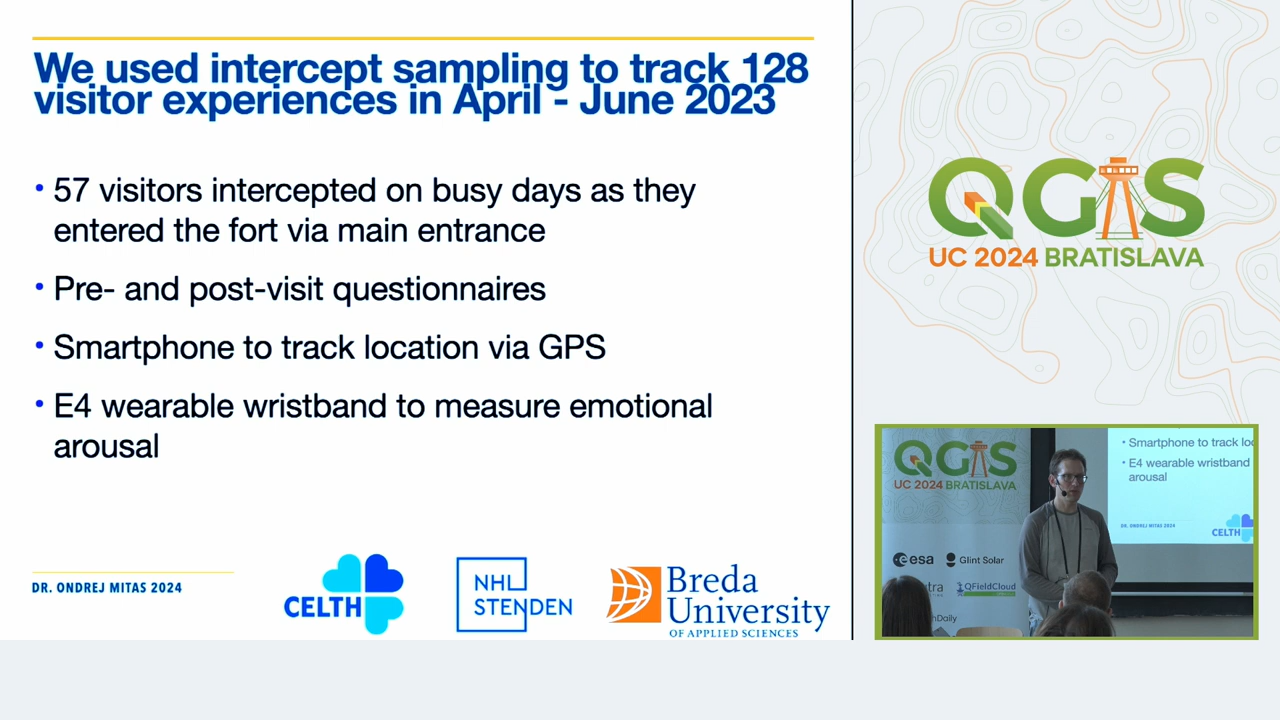 We used intercept sampling to track 128
visitor experiences in April - June 2023
• 57 visitors intercepted on busy days as they
entered the fort via main entrance
• Pre- and post-visit questionnaires
• Smartphone to track location via GPS
• E4 wearable wristband to measure emotional
arousal
DR. ONDREJ MITAS 2024
CELTH
NHL
STENDEN
Breda
University
OF APPLIED SCIENCES
QGIS
UC 2024 BRATISLAVA
QGIS
UC 2024 BRATISLAVA
esa
Glint Solar
QFieldCloud
• Smartphone to track loc
• E4 wearable wristband
arousal
DR. ONDREJ MITAS 2024
CELTH